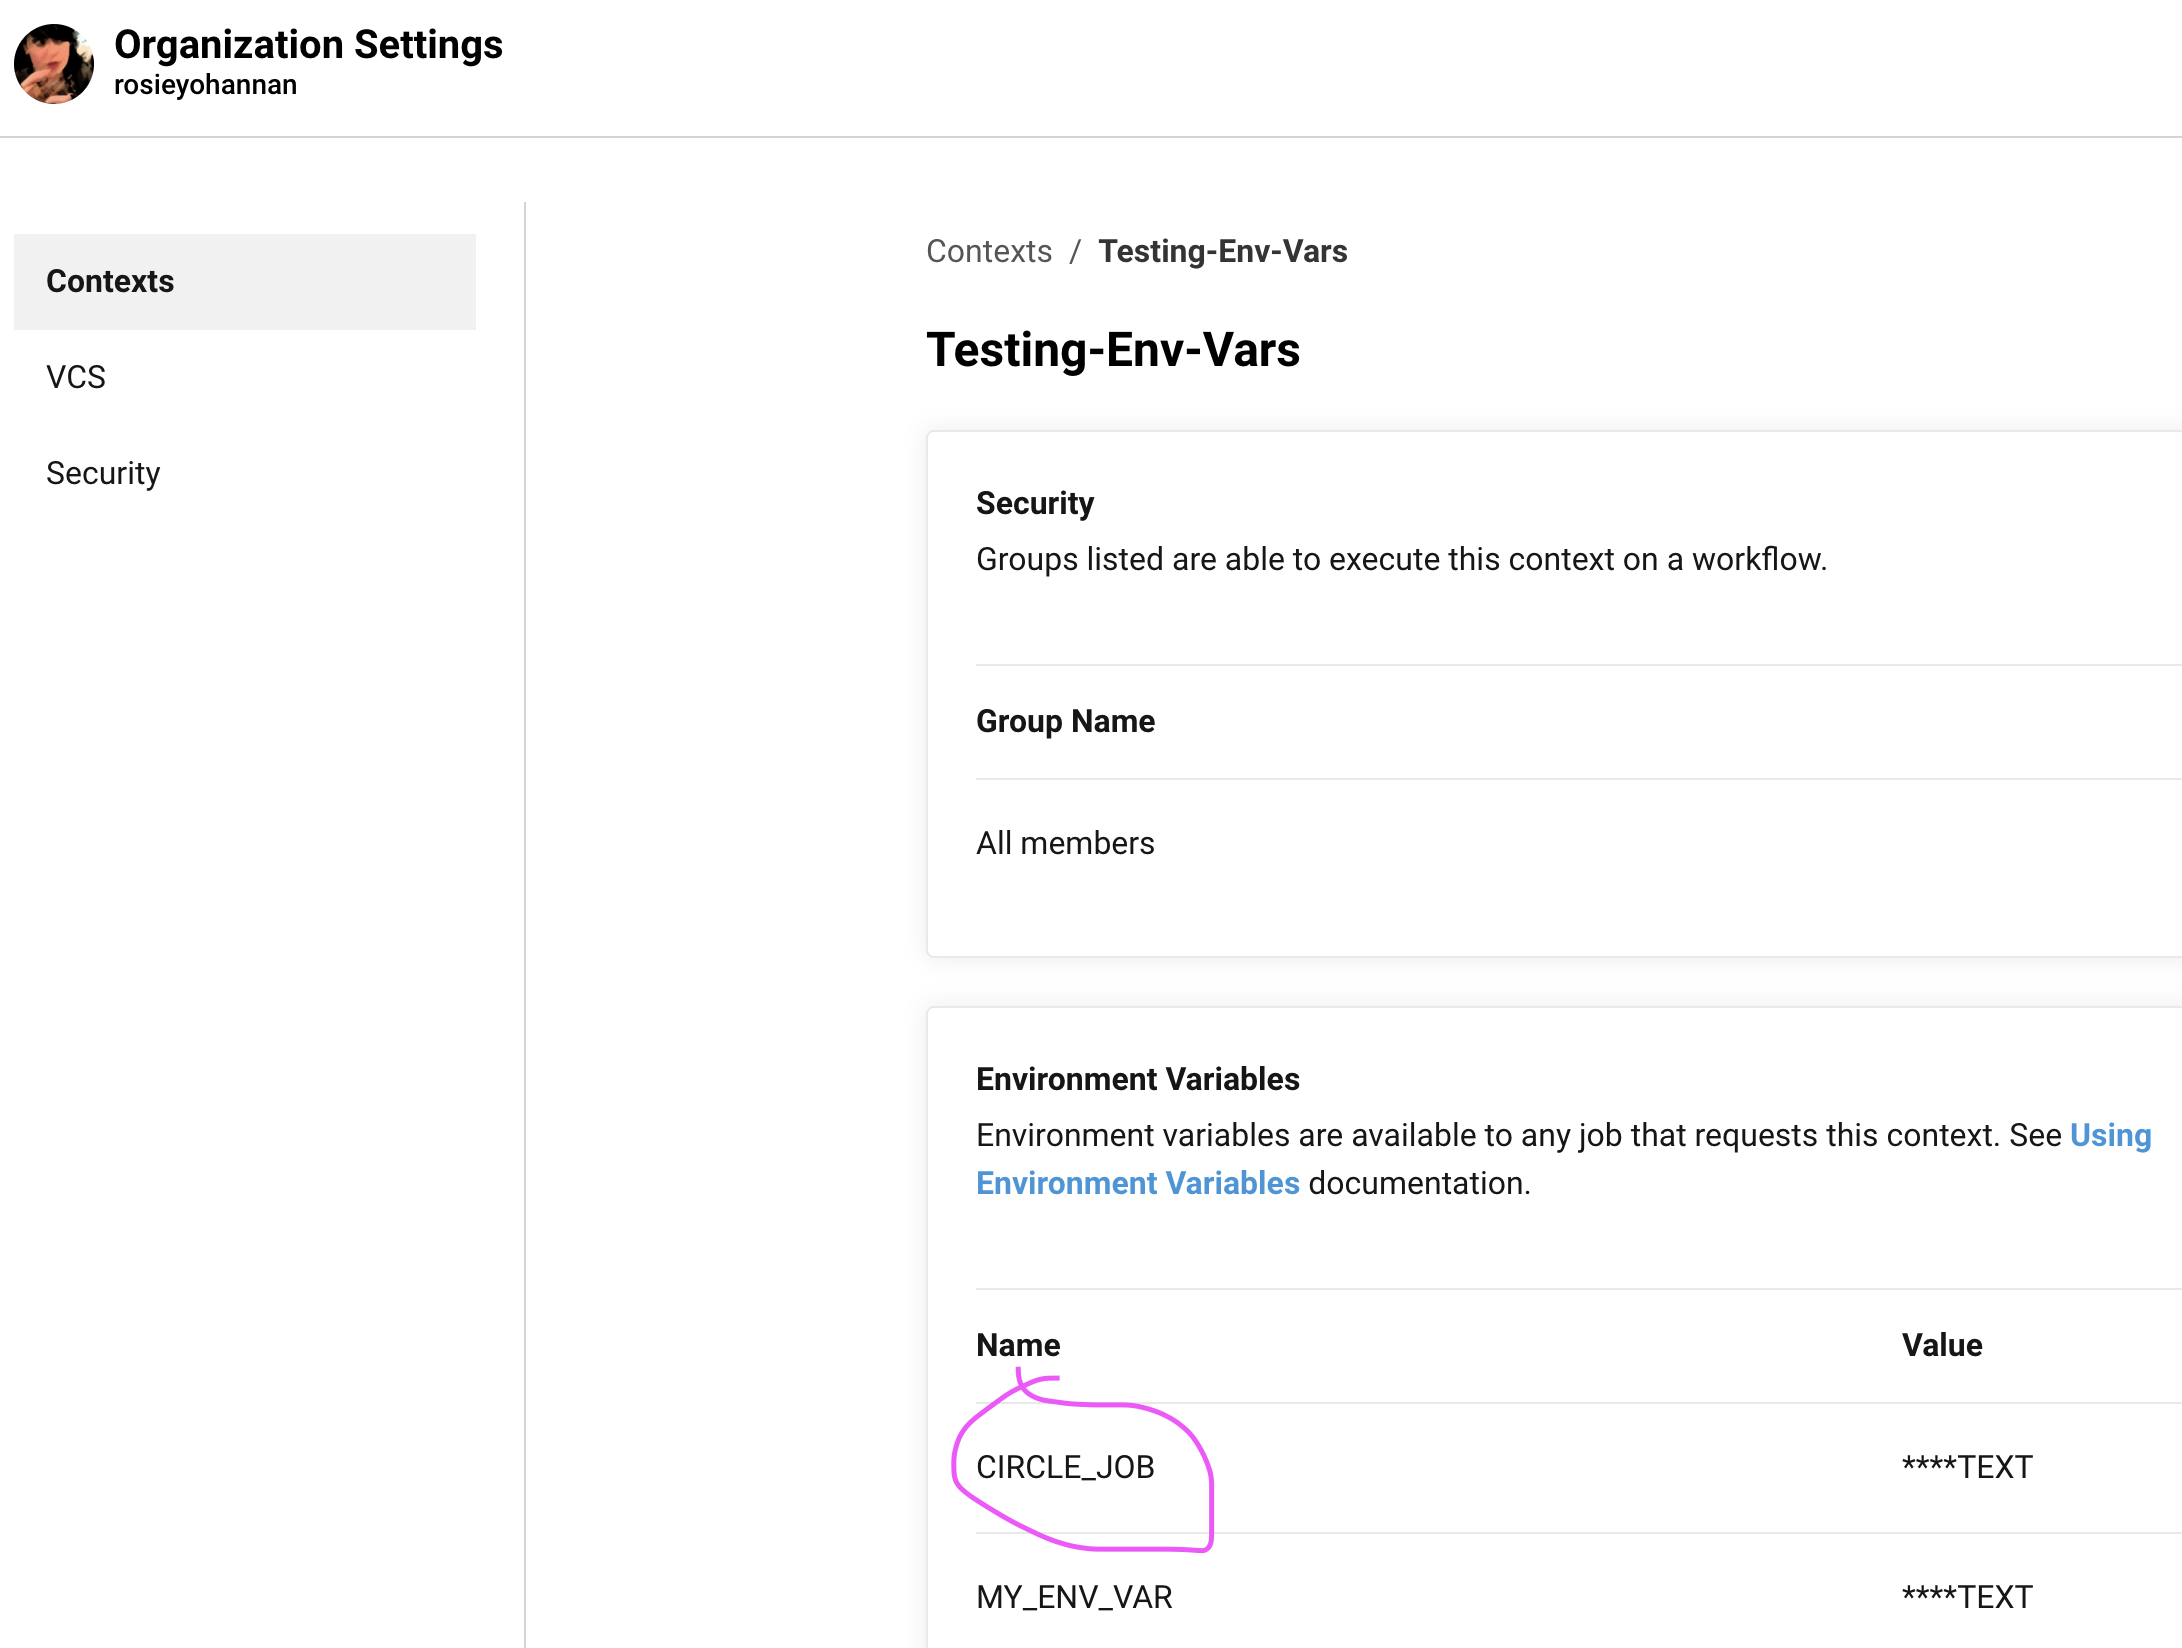 Organization Settings
rosieyohannan
Contexts
VCS
Security
Contexts / Testing-Env-Vars
Testing-Env-Vars
Security
Groups listed are able to execute this context on a workflow.
Group Name
All members
Environment Variables
Environment variables are available to any job that requests this context. See Using
Environment Variables documentation.
Name Value
CIRCLE_JOB ****TEXT
MY_ENV_VAR ****TEXT